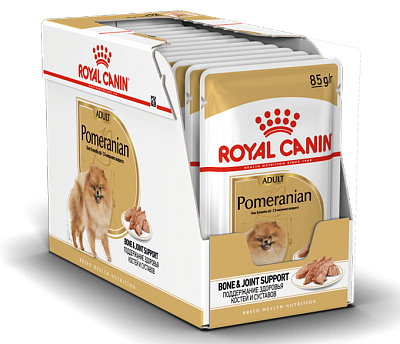 ROYAL CANIN
ADULT
Pomeranian
BONE & JOINT SUPPORT
ПОДДЕРЖАНИЕ ЗДОРОВЬЯ
КОСТЕЙ И СУСТАВОВ
85g/г
ROYAL CANIN
ADULT
Pomeranian
BONE & JOINT SUPPORT
ПОДДЕРЖАНИЕ ЗДОРОВЬЯ
КОСТЕЙ И СУСТАВОВ
BREED HEALTH NUTRITION